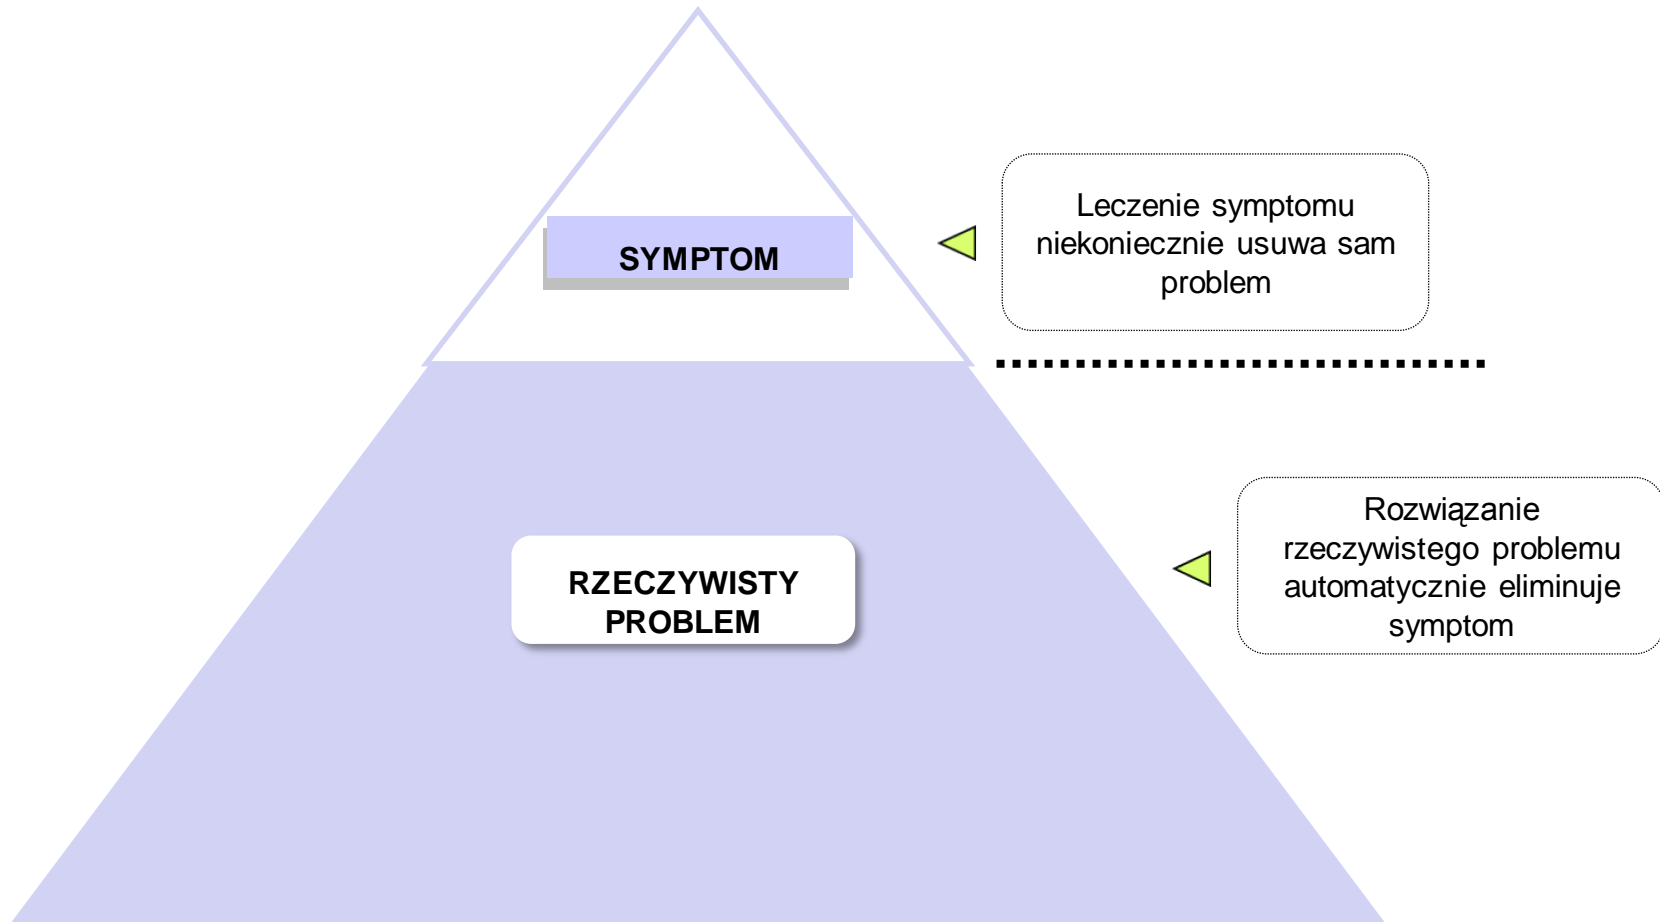 SYMPTOM
Leczenie symptomu
niekoniecznie usuwa sam
problem
RZECZYWISTY
PROBLEM
Rozwiązanie
rzeczywistego problemu
automatycznie eliminuje
symptom